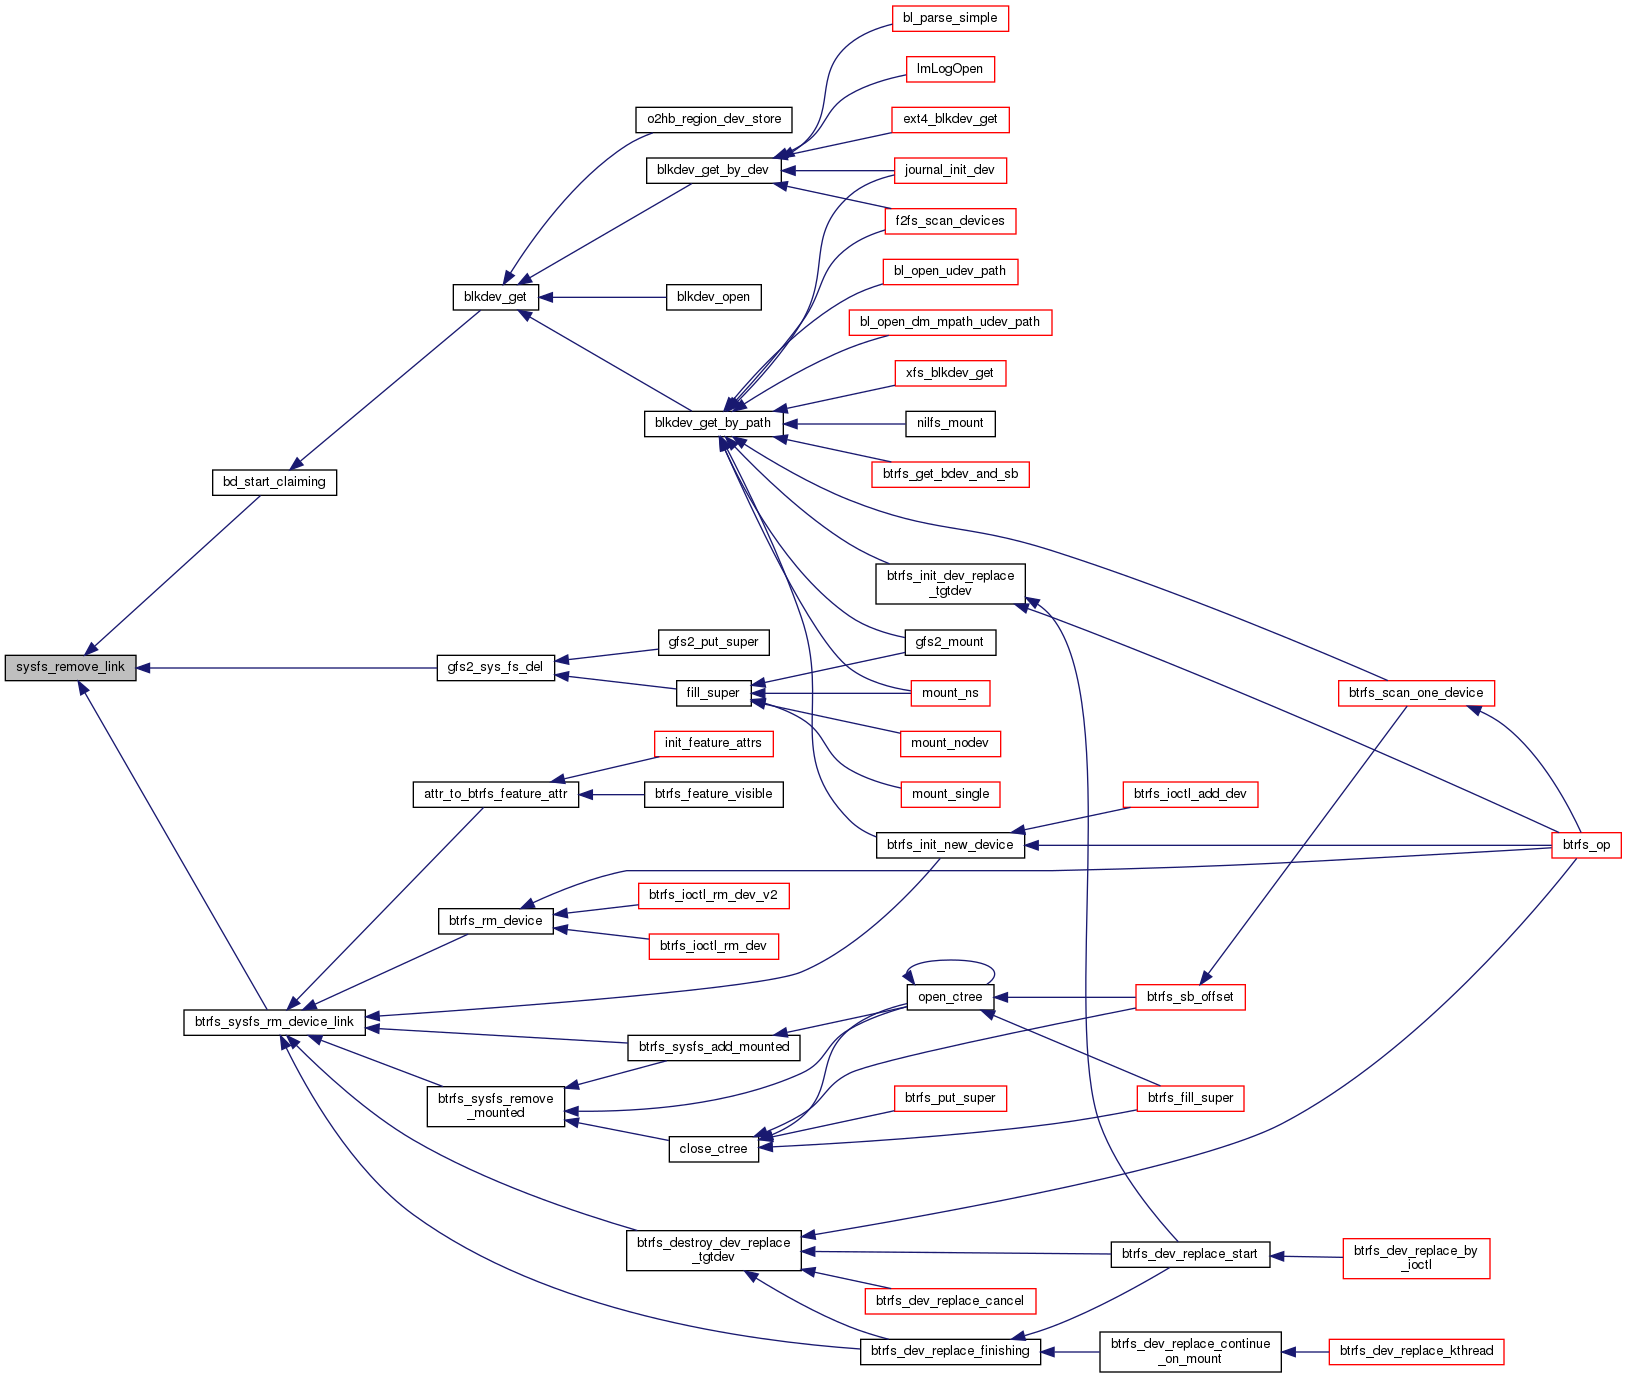 bl_parse_simple
lmLogOpen
o2hb_region_dev_store
ext4_blkdev_get
blkdev_get_by_dev
journal_init_dev
f2fs_scan_devices
bl_open_udev_path
blkdev_get
blkdev_open
bl_open_dm_mpath_udev_path
xfs_blkdev_get
blkdev_get_by_path
nilfs_mount
btrfs_get_bdev_and_sb
bd_start_claiming
btrfs_init_dev_replace
_tgtdev
gfs2_put_super
gfs2_mount
sysfs_remove_link
gfs2_sys_fs_del
fill_super
mount_ns
btrfs_scan_one_device
init_feature_attrs
mount_nodev
attr_to_btrfs_feature_attr
btrfs_feature_visible
mount_single
btrfs_ioctl_add_dev
btrfs_init_new_device
btrfs_op
btrfs_ioctl_rm_dev_v2
btrfs_rm_device
btrfs_ioctl_rm_dev
open_ctree
btrfs_sb_offset
btrfs_sysfs_rm_device_link
btrfs_sysfs_add_mounted
btrfs_sysfs_remove
_mounted
btrfs_put_super
btrfs_fill_super
close_ctree
btrfs_destroy_dev_replace
_tgtdev
btrfs_dev_replace_start
btrfs_dev_replace_by
_ioctl
btrfs_dev_replace_cancel
btrfs_dev_replace_finishing
btrfs_dev_replace_continue
_on_mount
btrfs_dev_replace_kthread